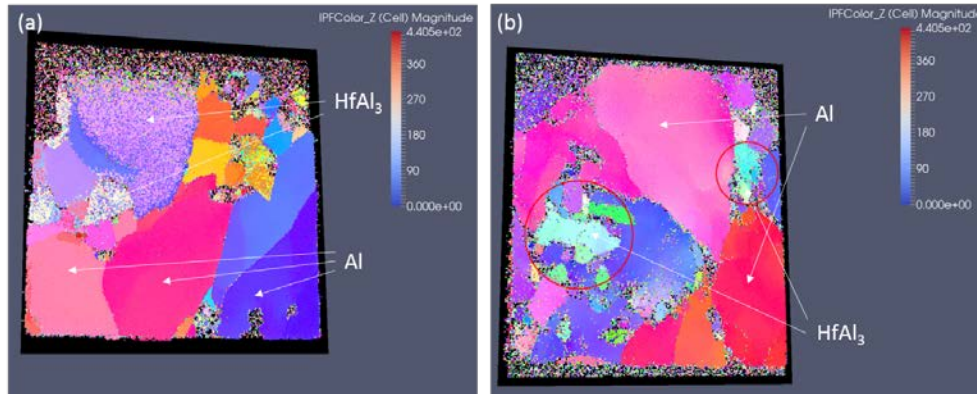 (a)
IPFColor_Z (Cell) Magnitude
4.405e+02
360
270
180
90
0.000e+00
HfAl₃
Al
(b)
IPFColor_Z (Cell) Magnitude
4.405e+02
360
270
180
90
0.000e+00
Al
HfAl₃